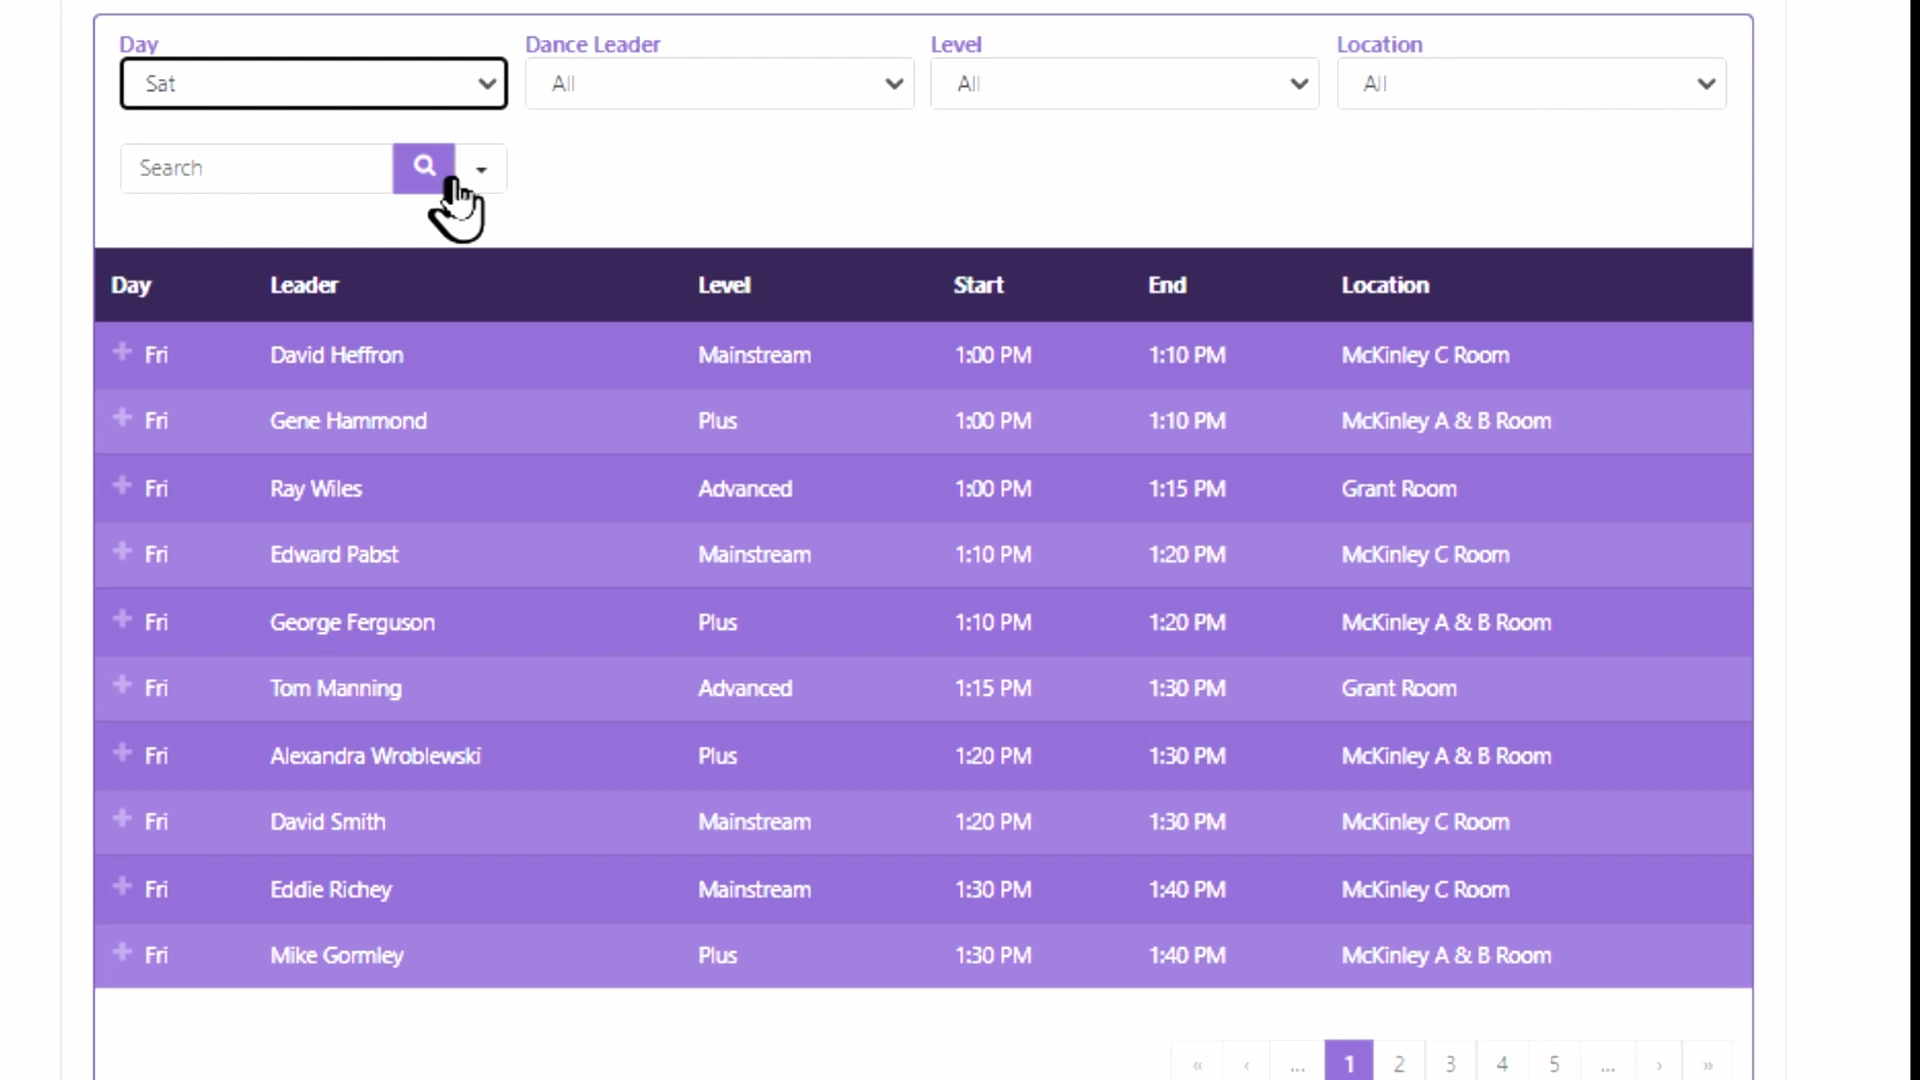 Day Dance Leader Level Location
Sat All All All
Search
Day Leader Level Start End Location
+ Fri David Heffron Mainstream 1:00 PM 1:10 PM McKinley C Room
+ Fri Gene Hammond Plus 1:00 PM 1:10 PM McKinley A & B Room
+ Fri Ray Wiles Advanced 1:00 PM 1:15 PM Grant Room
+ Fri Edward Pabst Mainstream 1:10 PM 1:20 PM McKinley C Room
+ Fri George Ferguson Plus 1:10 PM 1:20 PM McKinley A & B Room
+ Fri Tom Manning Advanced 1:15 PM 1:30 PM Grant Room
+ Fri Alexandra Wroblewski Plus 1:20 PM 1:30 PM McKinley A & B Room
+ Fri David Smith Mainstream 1:20 PM 1:30 PM McKinley C Room
+ Fri Eddie Richey Mainstream 1:30 PM 1:40 PM McKinley C Room
+ Fri Mike Gormley Plus 1:30 PM 1:40 PM McKinley A & B Room
« ‹ ... 1 2 3 4 5 ... › »